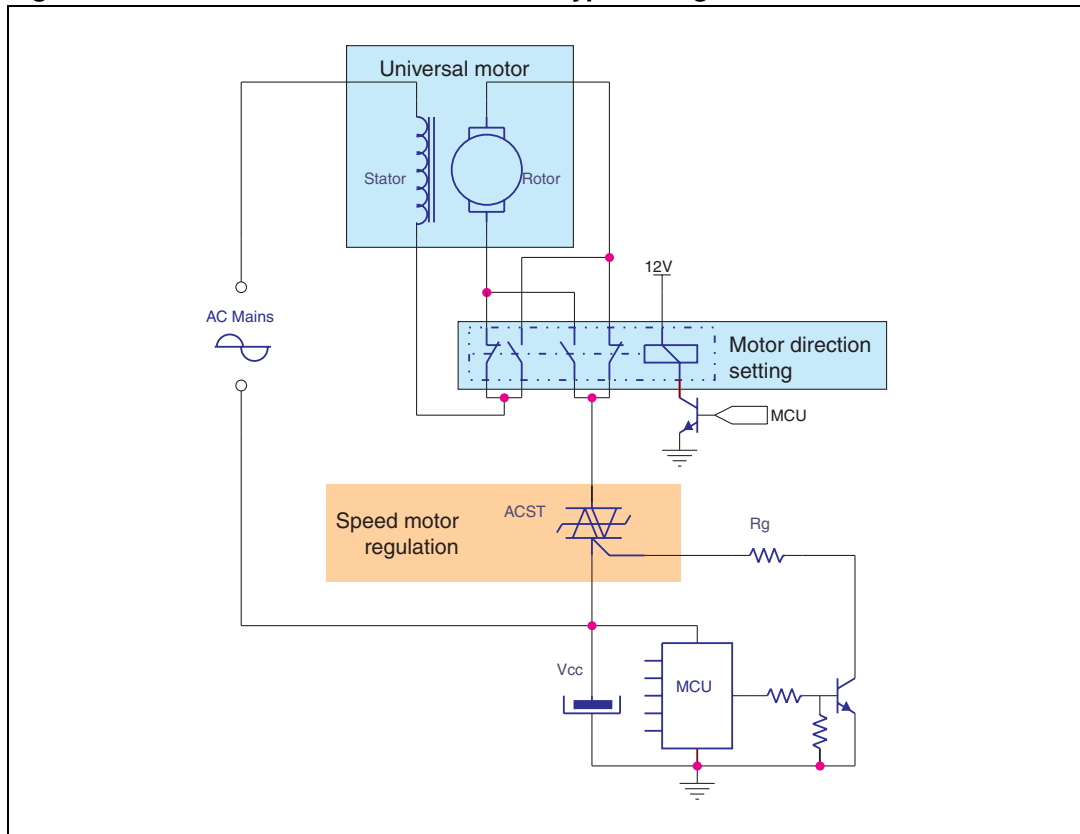 Universal motor
Stator
Rotor
12V
AC Mains
Motor direction
setting
MCU
ACST
Speed motor
regulation
Rg
Vcc
MCU